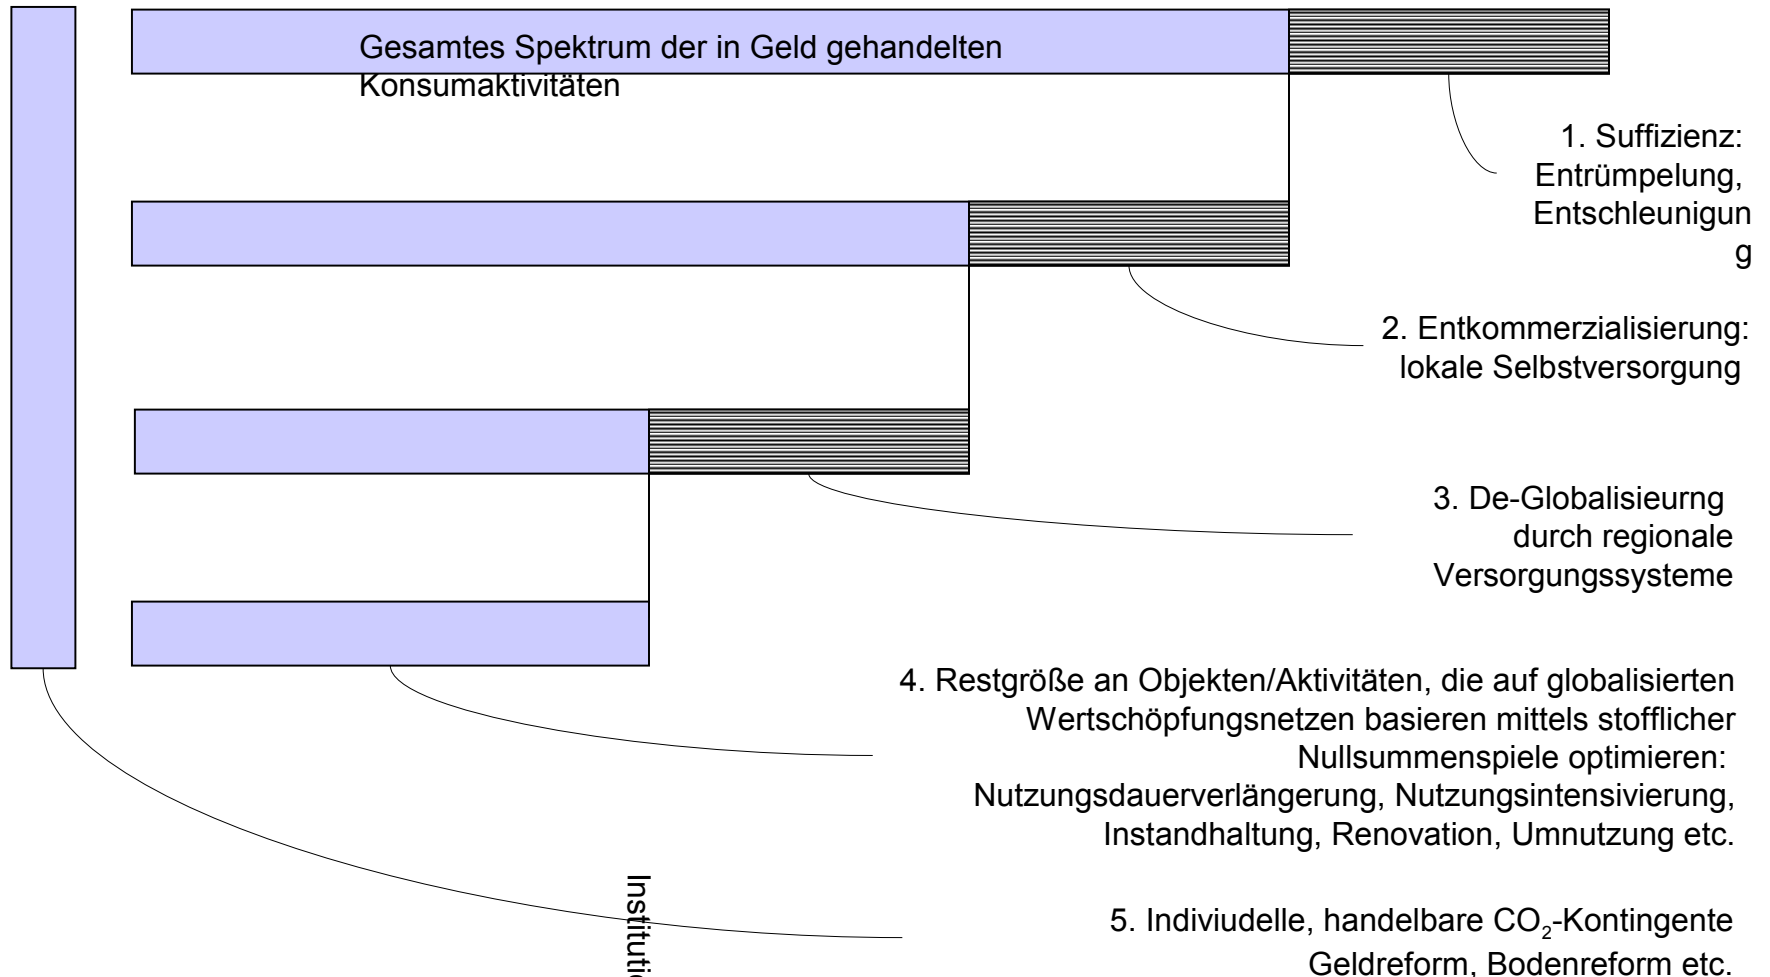 Gesamtes Spektrum der in Geld gehandelten
Konsumaktivitäten
1. Suffizienz:
Entrümpelung,
Entschleunigun
g
2. Entkommerzialisierung:
lokale Selbstversorgung
3. De-Globalisieurng
durch regionale
Versorgungssysteme
4. Restgröße an Objekten/Aktivitäten, die auf globalisierten
Wertschöpfungsnetzen basieren mittels stofflicher
Nullsummenspiele optimieren:
Nutzungsdauerverlängerung, Nutzungsintensivierung,
Instandhaltung, Renovation, Umnutzung etc.
5. Indiviudelle, handelbare CO₂-Kontingente
Geldreform, Bodenreform etc.